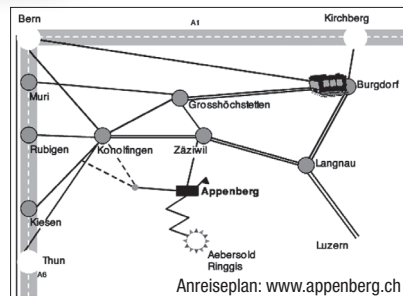 Bern
A1
Kirchberg
Muri
Grosshöchstetten
Burgdorf
Rubigen
Koholfingen
Zäziwil
Langnau
Appenberg
Kiesen
Aebersold
Ringgis
Luzern
Thun
A6
Anreiseplan: www.appenberg.ch